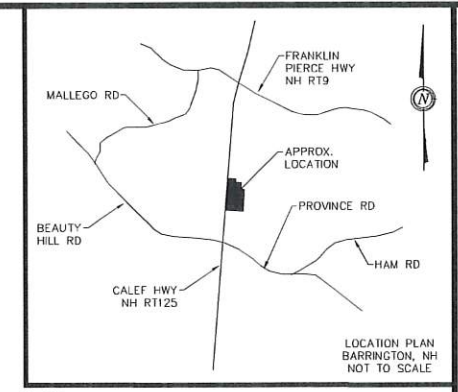 FRANKLIN
PIERCE HWY
NH RT9
MALLEGO RD
N
APPROX.
LOCATION
PROVINCE RD
BEAUTY
HILL RD
HAM RD
CALEF HWY
NH RT125
LOCATION PLAN
BARRINGTON, NH
NOT TO SCALE